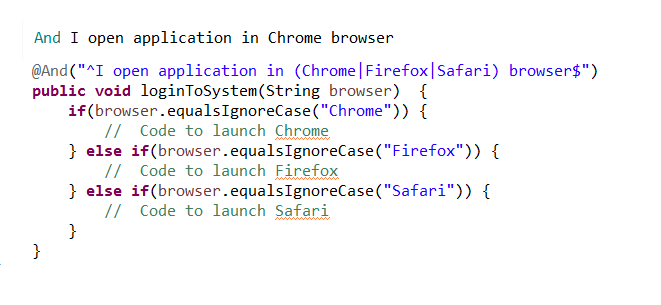 And I open application in Chrome browser
@And("^I open application in (Chrome|Firefox|Safari) browser$")
public void loginToSystem(String browser)  {
    if(browser.equalsIgnoreCase("Chrome")) {
        //  Code to launch Chrome
    } else if(browser.equalsIgnoreCase("Firefox")) {
        //  Code to launch Firefox
    } else if(browser.equalsIgnoreCase("Safari")) {
        //  Code to launch Safari
    }
}